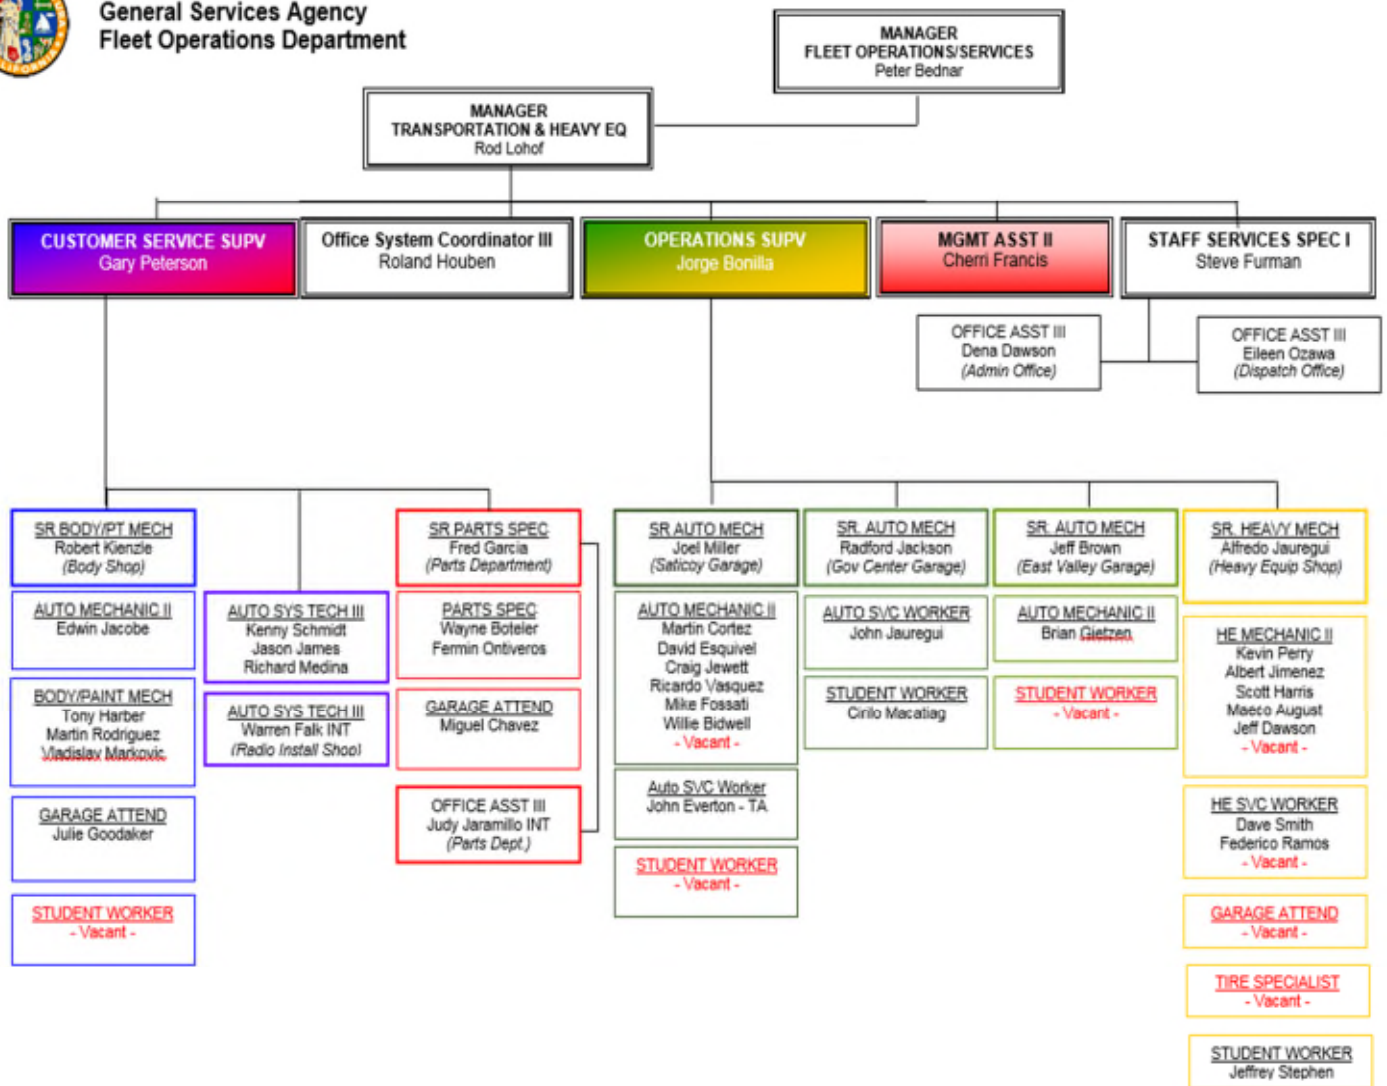 General Services Agency
Fleet Operations Department
MANAGER
FLEET OPERATIONS/SERVICES
Peter Bednar
MANAGER
TRANSPORTATION & HEAVY EQ
Rod Lohof
CUSTOMER SERVICE SUPV
Gary Peterson
Office System Coordinator III
Roland Houben
OPERATIONS SUPV
Jorge Bonilla
MGMT ASST II
Cherri Francis
STAFF SERVICES SPEC I
Steve Furman
OFFICE ASST III
Dena Dawson
(Admin Office)
OFFICE ASST III
Eileen Ozawa
(Dispatch Office)
SR BODY/PT MECH
Robert Kienzle
(Body Shop)
AUTO MECHANIC II
Edwin Jacobe
BODY/PAINT MECH
Tony Harber
Martin Rodriguez
Vladislav Markovic
GARAGE ATTEND
Julie Goodaker
STUDENT WORKER
- Vacant -
AUTO SYS TECH III
Kenny Schmidt
Jason James
Richard Medina
AUTO SYS TECH III
Warren Falk INT
(Radio Install Shop)
SR PARTS SPEC
Fred Garcia
(Parts Department)
PARTS SPEC
Wayne Boteler
Fermin Ontiveros
GARAGE ATTEND
Miguel Chavez
OFFICE ASST III
Judy Jaramillo INT
(Parts Dept.)
SR AUTO MECH
Joel Miller
(Saticoy Garage)
AUTO MECHANIC II
Martin Cortez
David Esquivel
Craig Jewett
Ricardo Vasquez
Mike Fossati
Willie Bidwell
- Vacant -
Auto SVC Worker
John Everton - TA
STUDENT WORKER
- Vacant -
SR. AUTO MECH
Radford Jackson
(Gov Center Garage)
AUTO SVC WORKER
John Jauregui
STUDENT WORKER
Cirilo Macatiag
SR. AUTO MECH
Jeff Brown
(East Valley Garage)
AUTO MECHANIC II
Brian Gietzen
STUDENT WORKER
- Vacant -
SR. HEAVY MECH
Alfredo Jauregui
(Heavy Equip Shop)
HE MECHANIC II
Kevin Perry
Albert Jimenez
Scott Harris
Maeco August
Jeff Dawson
- Vacant -
HE SVC WORKER
Dave Smith
Federico Ramos
- Vacant -
GARAGE ATTEND
- Vacant -
TIRE SPECIALIST
- Vacant -
STUDENT WORKER
Jeffrey Stephen